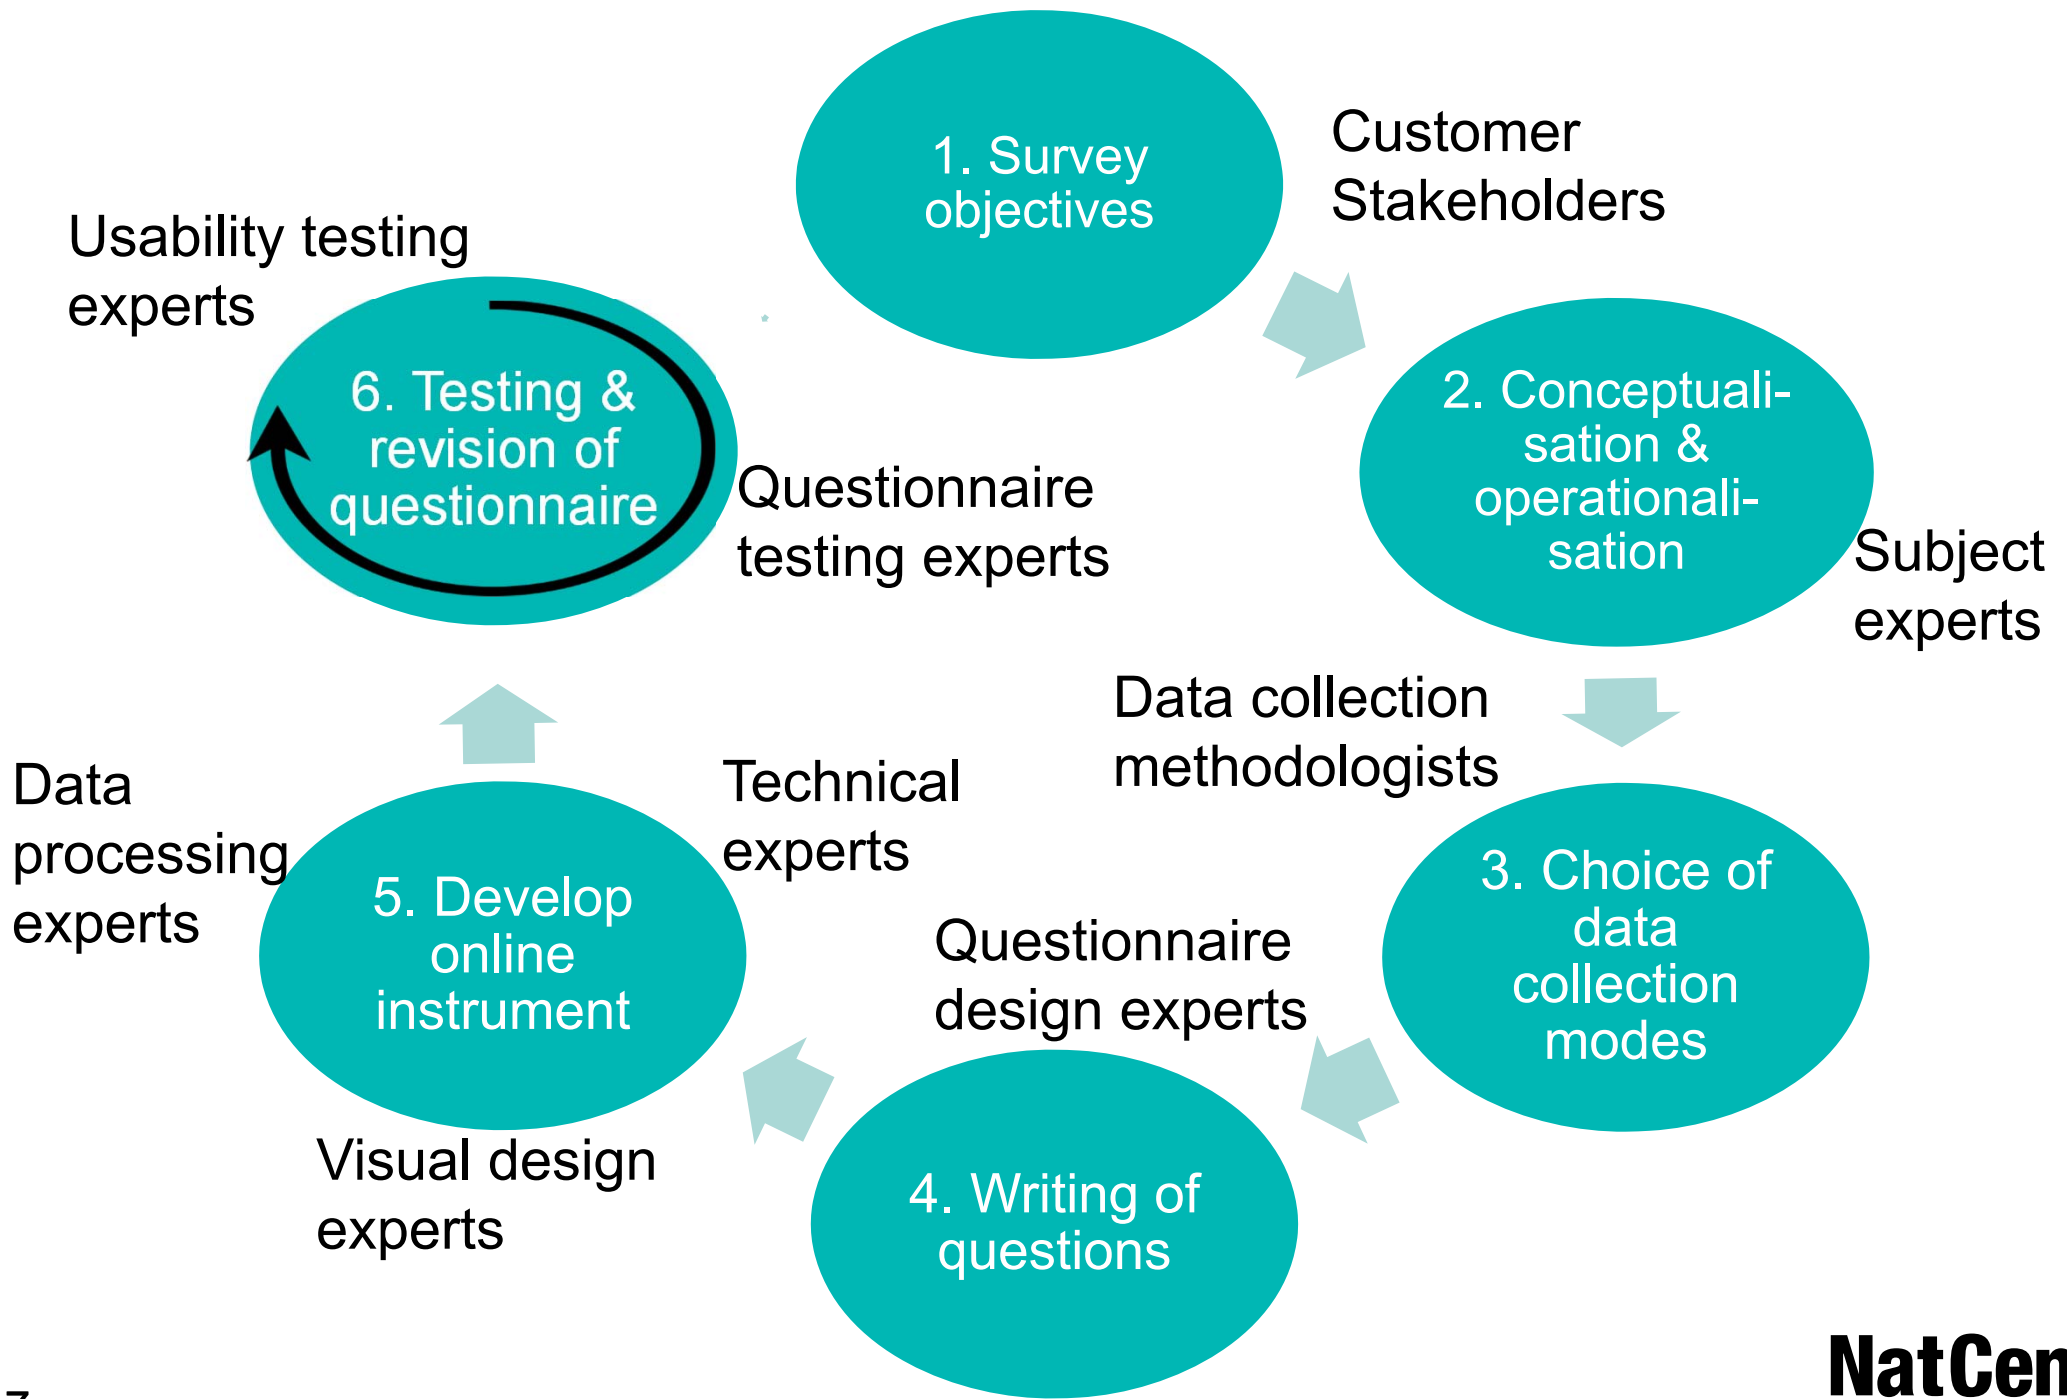 1. Survey
objectives
Customer
Stakeholders
2. Conceptuali-
sation &
operationali-
sation
Subject
experts
Data collection
methodologists
3. Choice of
data
collection
modes
Questionnaire
design experts
4. Writing of
questions
5. Develop
online
instrument
Technical
experts
Data
processing
experts
Visual design
experts
6. Testing &
revision of
questionnaire
Usability testing
experts
Questionnaire
testing experts
NatCen